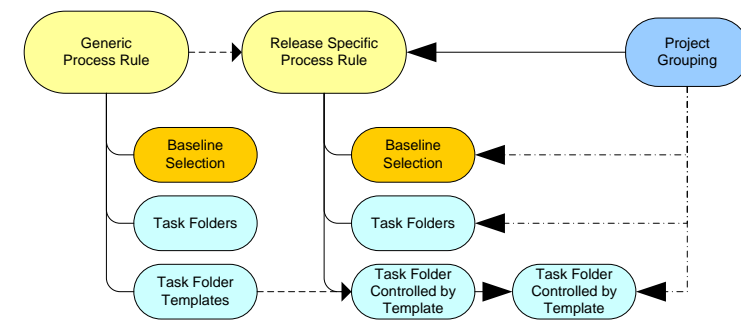 Generic
Process Rule
Release Specific
Process Rule
Project
Grouping
Baseline
Selection
Baseline
Selection
Task Folders
Task Folders
Task Folder
Templates
Task Folder
Controlled by
Template
Task Folder
Controlled by
Template